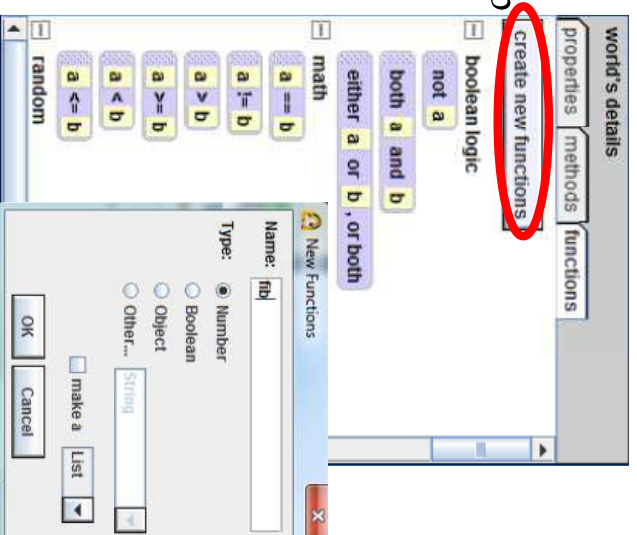 world's details
properties methods functions
create new functions
boolean logic
not a
both a and b
either a or b , or both
math
a == b
a != b
a > b
a >= b
a < b
a <= b
random
New Functions
Name: fib
Type: Number
Boolean
Object
Other... String
make a List
OK Cancel